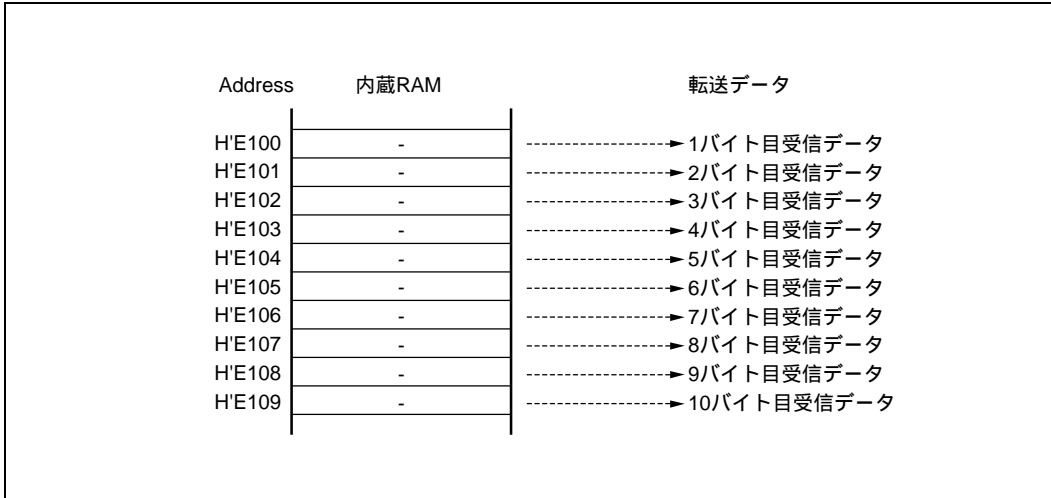 Address 内蔵RAM 転送データ
H'E100 - 1バイト目受信データ
H'E101 - 2バイト目受信データ
H'E102 - 3バイト目受信データ
H'E103 - 4バイト目受信データ
H'E104 - 5バイト目受信データ
H'E105 - 6バイト目受信データ
H'E106 - 7バイト目受信データ
H'E107 - 8バイト目受信データ
H'E108 - 9バイト目受信データ
H'E109 - 10バイト目受信データ